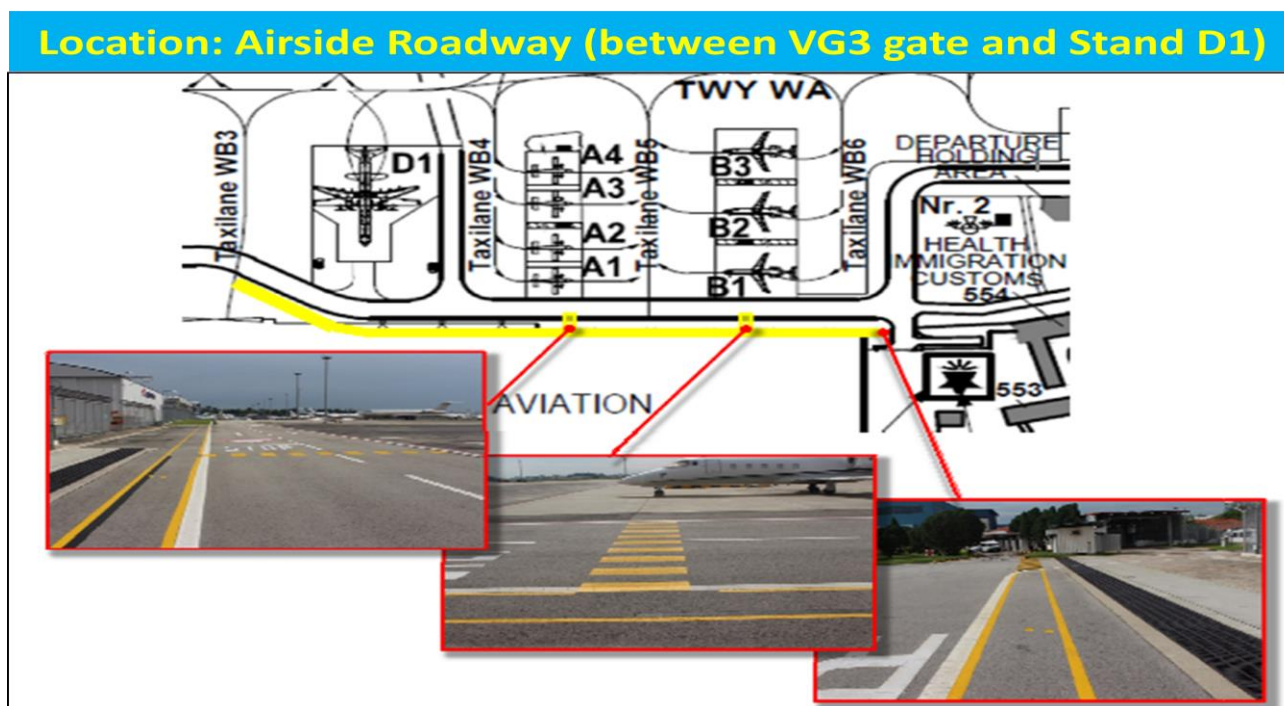 Location: Airside Roadway (between VG3 gate and Stand D1)
TWY WA
Taxilane WB3
D1
Taxilane WB4
A4
A3
A2
A1
Taxilane WB5
B3
B2
B1
Taxilane WB6
DEPARTURE
HOLDING
AREA
Nr. 2
HEALTH
IMMIGRATION
CUSTOMS
554
553
AVIATION